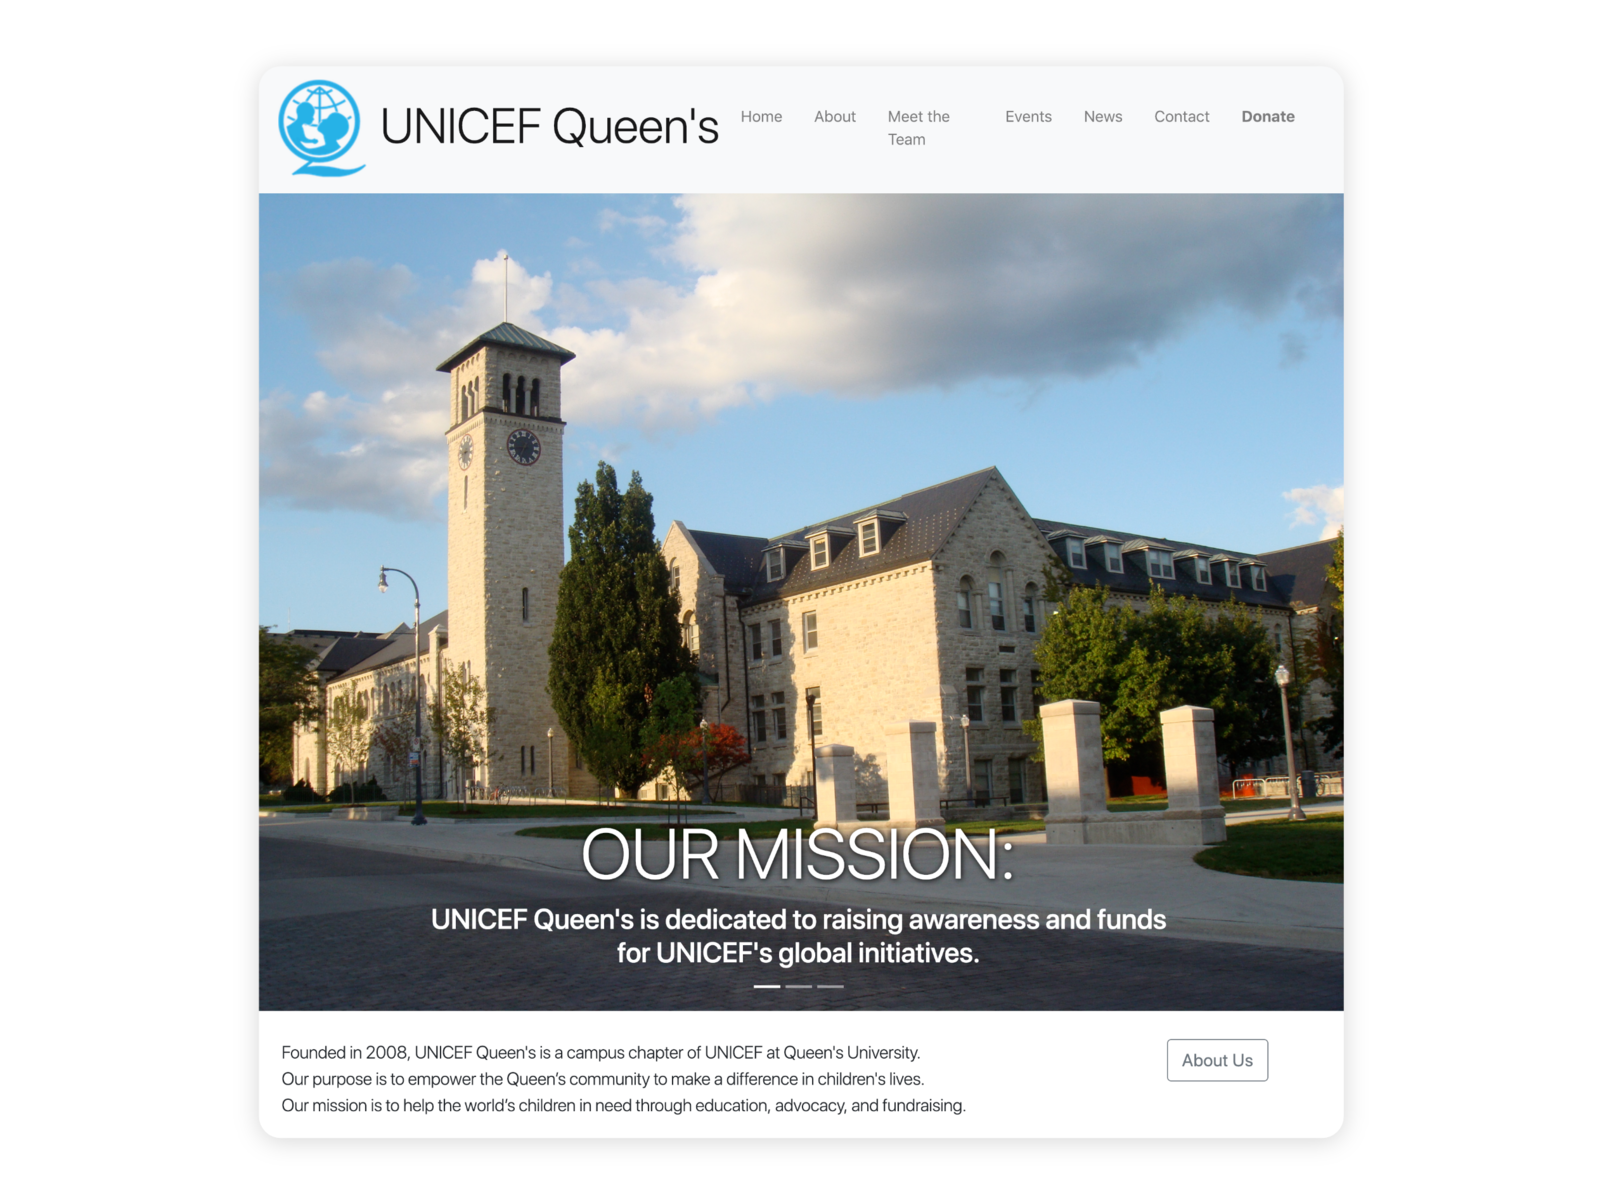 UNICEF Queen's
Home About Meet the Team Events News Contact Donate
OUR MISSION:
UNICEF Queen's is dedicated to raising awareness and funds
for UNICEF's global initiatives.
Founded in 2008, UNICEF Queen's is a campus chapter of UNICEF at Queen's University.
Our purpose is to empower the Queen’s community to make a difference in children's lives.
Our mission is to help the world’s children in need through education, advocacy, and fundraising.
About Us